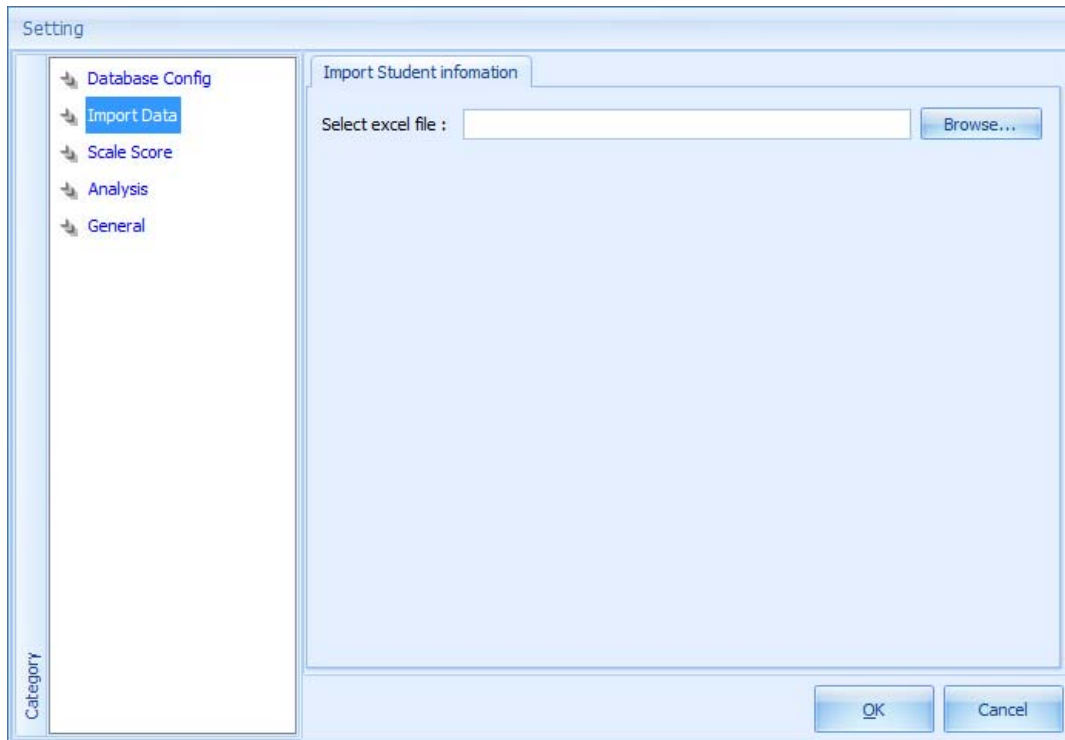 Setting
Category
Database Config
Import Data
Scale Score
Analysis
General
Import Student infomation
Select excel file :
Browse...
OK
Cancel